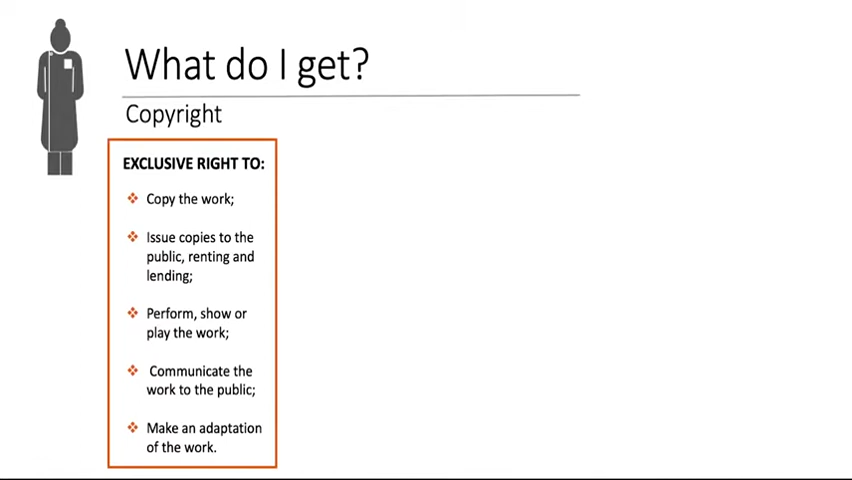 What do I get?
Copyright
EXCLUSIVE RIGHT TO:
Copy the work;
Issue copies to the
public, renting and
lending;
Perform, show or
play the work;
Communicate the
work to the public;
Make an adaptation
of the work.